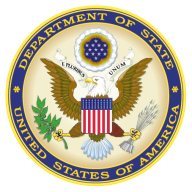 DEPARTMENT OF STATE
E PLURIBUS UNUM
UNITED STATES OF AMERICA